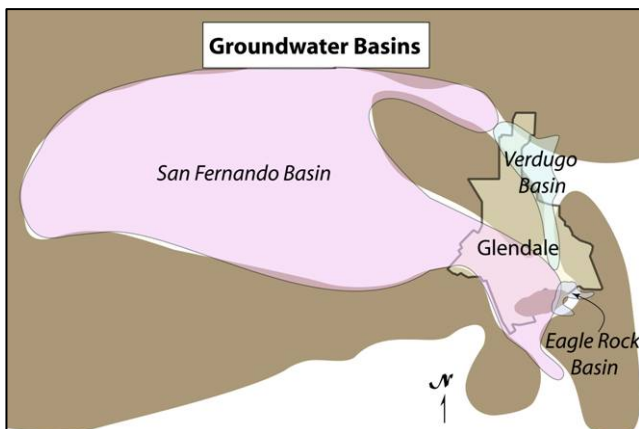 Groundwater Basins
San Fernando Basin
Verdugo
Basin
Glendale
Eagle Rock
Basin
N